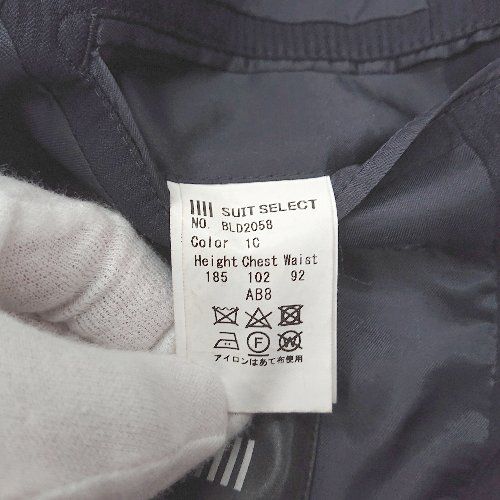 SUIT SELECT
NO. BLD2058
Color 1C
Height Chest Waist
185 102 92
AB8
F W
アイロンはあて布使用